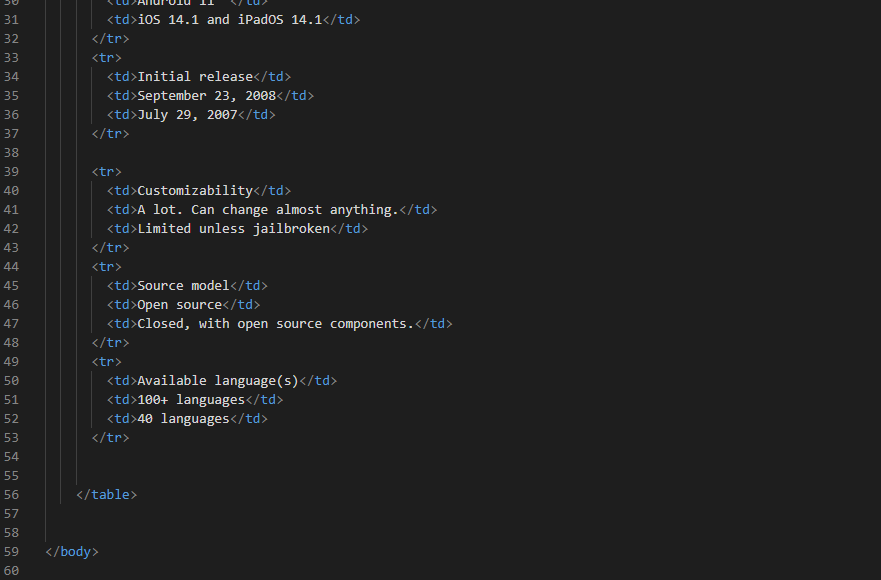 30 <td>Android 11 </td>
31 <td>iOS 14.1 and iPadOS 14.1</td>
32 </tr>
33 <tr>
34 <td>Initial release</td>
35 <td>September 23, 2008</td>
36 <td>July 29, 2007</td>
37 </tr>
38
39 <tr>
40 <td>Customizability</td>
41 <td>A lot. Can change almost anything.</td>
42 <td>Limited unless jailbroken</td>
43 </tr>
44 <tr>
45 <td>Source model</td>
46 <td>Open source</td>
47 <td>Closed, with open source components.</td>
48 </tr>
49 <tr>
50 <td>Available language(s)</td>
51 <td>100+ languages</td>
52 <td>40 languages</td>
53 </tr>
54
55
56 </table>
57
58
59 </body>
60